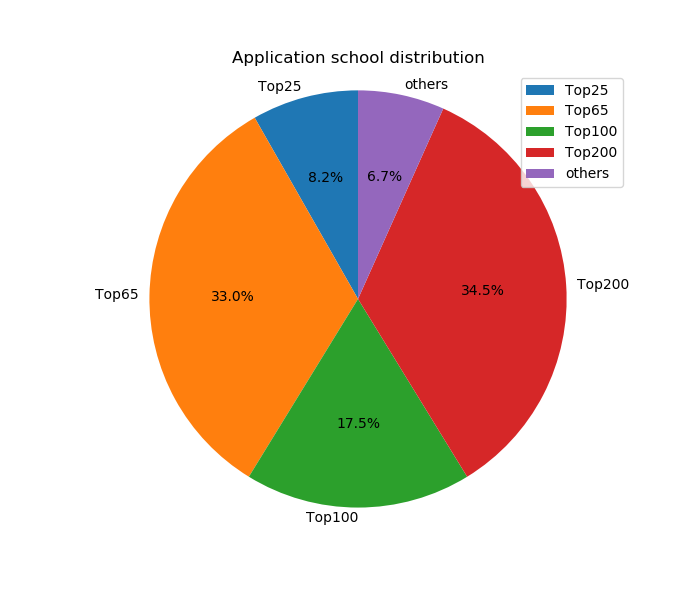 Application school distribution
Top25
others
Top25
Top65
Top100
Top200
others
8.2%
6.7%
Top65
33.0%
34.5%
Top200
17.5%
Top100